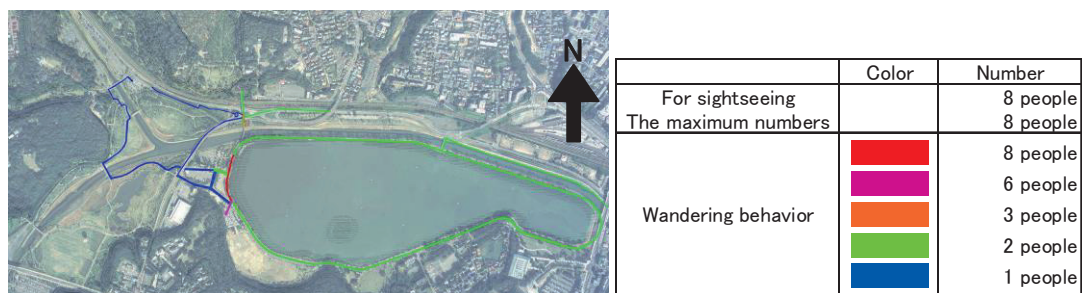 N
Color Number
For sightseeing 8 people
The maximum numbers 8 people
8 people
6 people
Wandering behavior 3 people
2 people
1 people